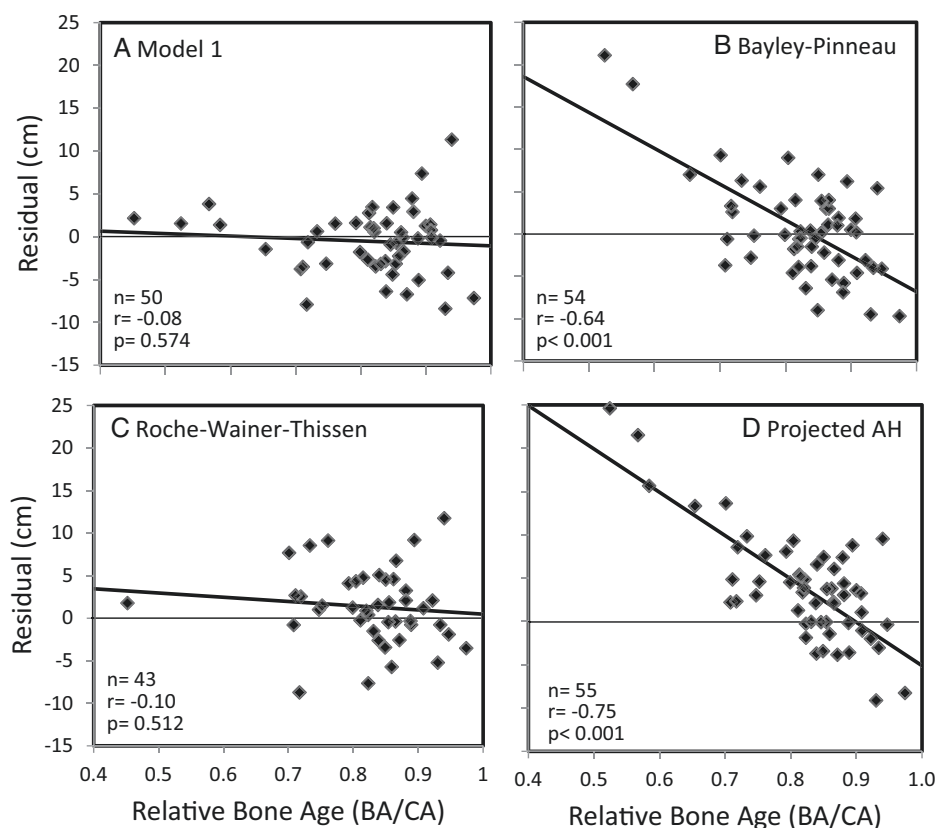 A Model 1
B Bayley-Pinneau
25
20
15
10
5
0
-5
-10
-15
Residual (cm)
n= 50
r= -0.08
p= 0.574
n= 54
r= -0.64
p< 0.001
C Roche-Wainer-Thissen
D Projected AH
25
20
15
10
5
0
-5
-10
-15
Residual (cm)
n= 43
r= -0.10
p= 0.512
n= 55
r= -0.75
p< 0.001
0.4 0.5 0.6 0.7 0.8 0.9 1
0.4 0.5 0.6 0.7 0.8 0.9 1.0
Relative Bone Age (BA/CA)
Relative Bone Age (BA/CA)